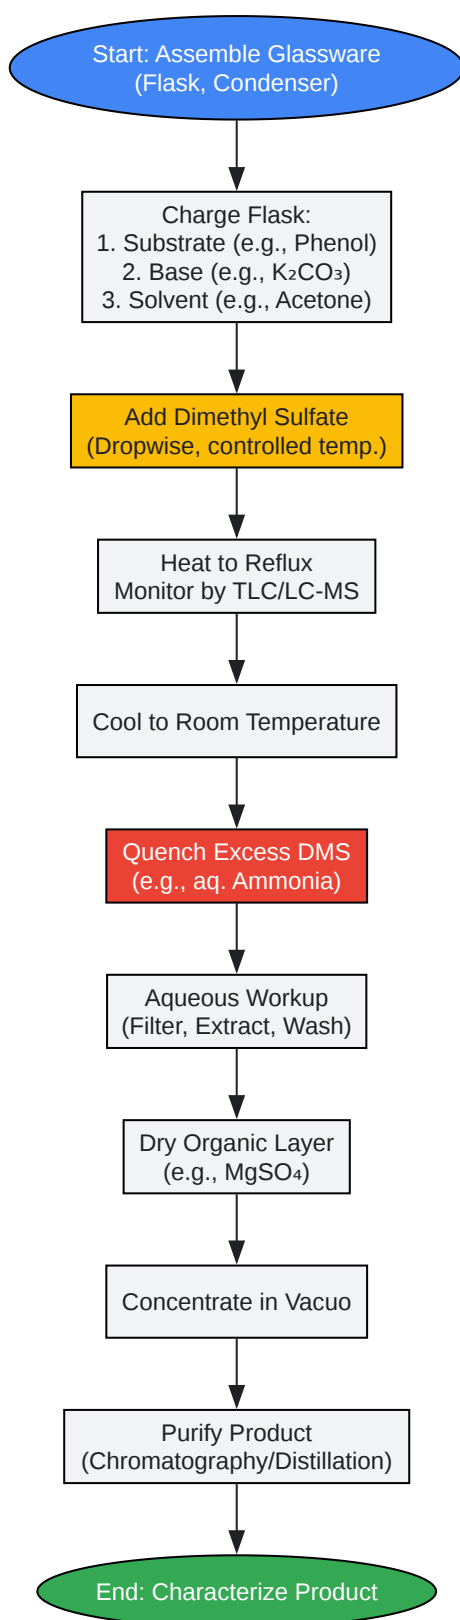 Start: Assemble Glassware
(Flask, Condenser)
Charge Flask:
1. Substrate (e.g., Phenol)
2. Base (e.g., K₂CO₃)
3. Solvent (e.g., Acetone)
Add Dimethyl Sulfate
(Dropwise, controlled temp.)
Heat to Reflux
Monitor by TLC/LC-MS
Cool to Room Temperature
Quench Excess DMS
(e.g., aq. Ammonia)
Aqueous Workup
(Filter, Extract, Wash)
Dry Organic Layer
(e.g., MgSO₄)
Concentrate in Vacuo
Purify Product
(Chromatography/Distillation)
End: Characterize Product